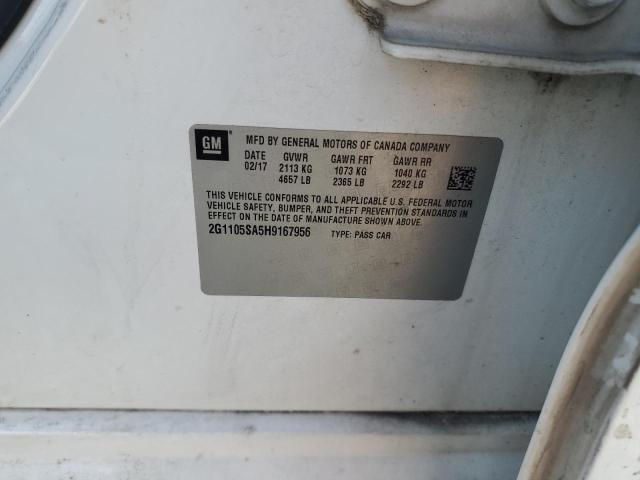 GM
MFD BY GENERAL MOTORS OF CANADA COMPANY
DATE GVWR GAWR FRT GAWR RR
02/17 2113 KG 1073 KG 1040 KG
4657 LB 2365 LB 2292 LB
THIS VEHICLE CONFORMS TO ALL APPLICABLE U.S. FEDERAL MOTOR
VEHICLE SAFETY, BUMPER, AND THEFT PREVENTION STANDARDS IN
EFFECT ON THE DATE OF MANUFACTURE SHOWN ABOVE.
2G1105SA5H9167956 TYPE: PASS CAR